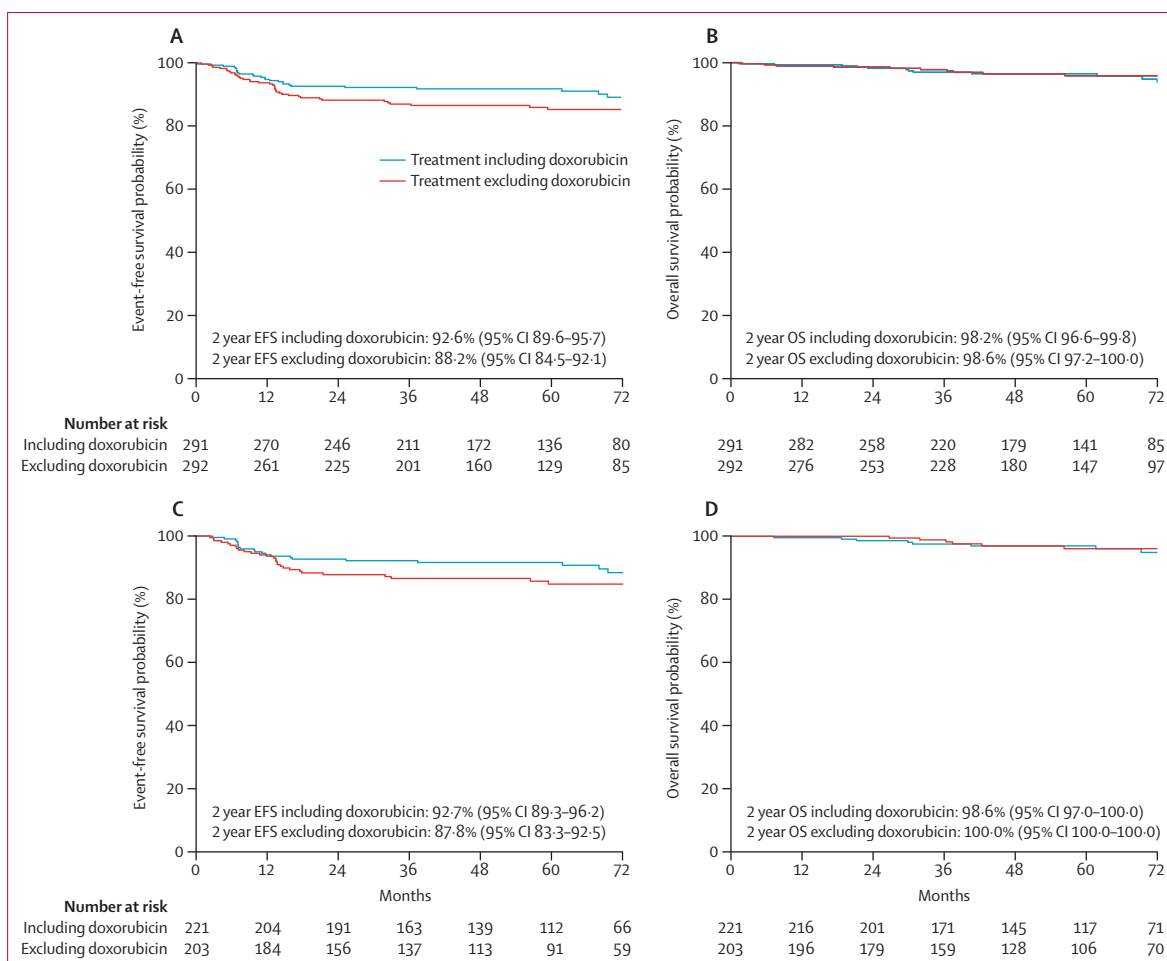 A
B
100
80
60
40
20
0
Event-free survival probability (%)
Treatment including doxorubicin
Treatment excluding doxorubicin
2 year EFS including doxorubicin: 92·6% (95% CI 89·6–95·7)
2 year EFS excluding doxorubicin: 88·2% (95% CI 84·5–92·1)
0 12 24 36 48 60 72
100
80
60
40
20
0
Overall survival probability (%)
2 year OS including doxorubicin: 98·2% (95% CI 96·6–99·8)
2 year OS excluding doxorubicin: 98·6% (95% CI 97·2–100·0)
0 12 24 36 48 60 72
Number at risk
Including doxorubicin 291 270 246 211 172 136 80 291 282 258 220 179 141 85
Excluding doxorubicin 292 261 225 201 160 129 85 292 276 253 228 180 147 97
C
D
100
80
60
40
20
0
Event-free survival probability (%)
2 year EFS including doxorubicin: 92·7% (95% CI 89·3–96·2)
2 year EFS excluding doxorubicin: 87·8% (95% CI 83·3–92·5)
0 12 24 36 48 60 72
Months
100
80
60
40
20
0
Overall survival probability (%)
2 year OS including doxorubicin: 98·6% (95% CI 97·0–100·0)
2 year OS excluding doxorubicin: 100·0% (95% CI 100·0–100·0)
0 12 24 36 48 60 72
Months
Number at risk
Including doxorubicin 221 204 191 163 139 112 66 221 216 201 171 145 117 71
Excluding doxorubicin 203 184 156 137 113 91 59 203 196 179 159 128 106 70